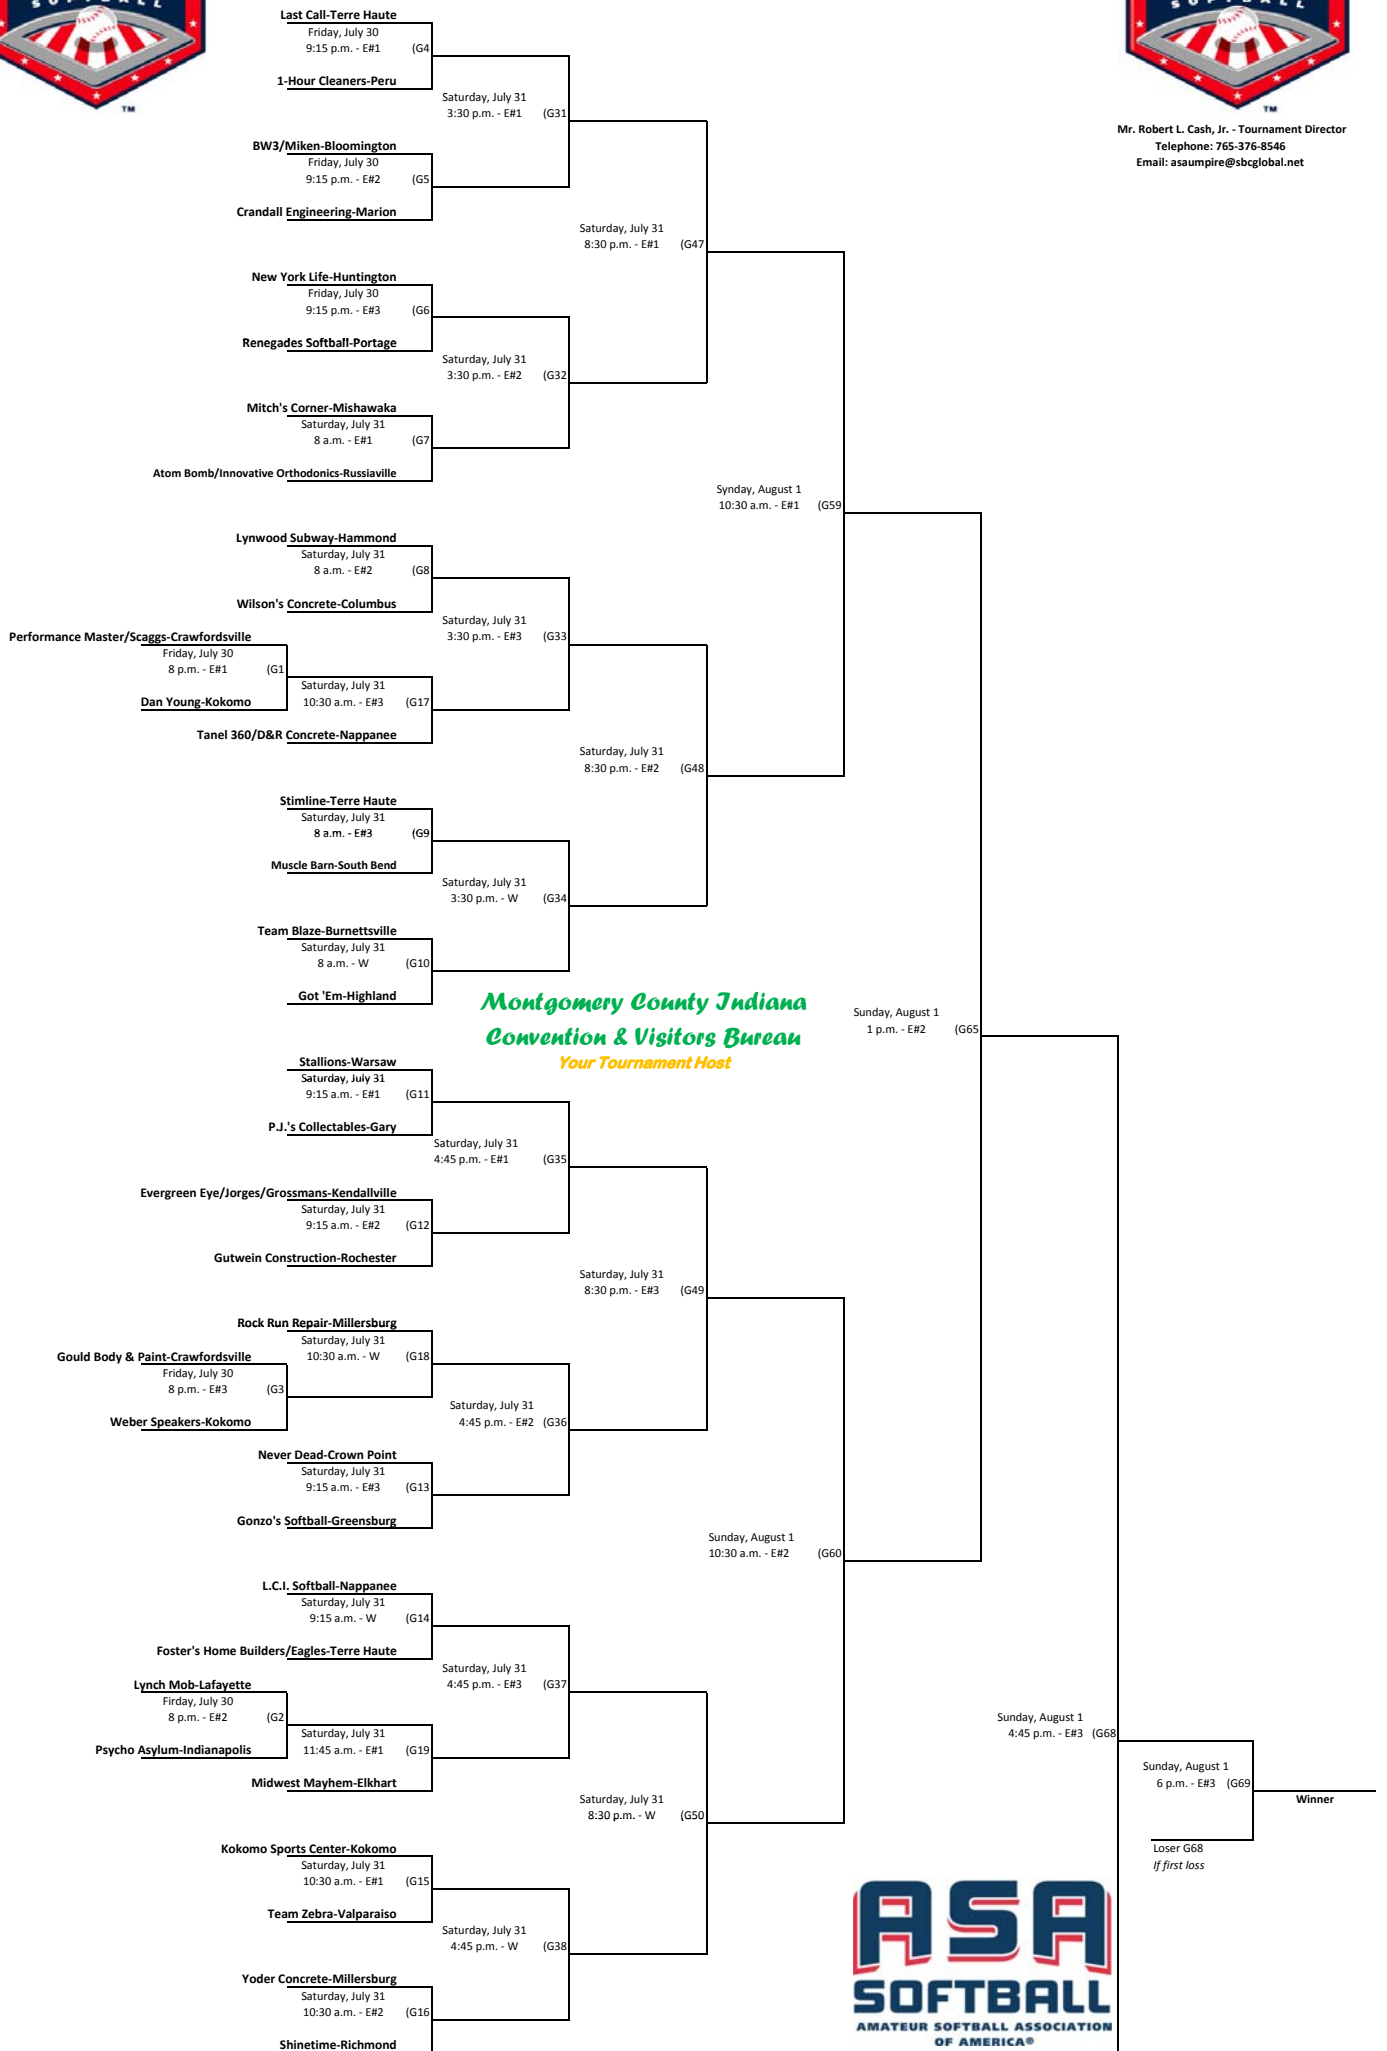 SOFTBALL
TM
SOFTBALL
TM
Mr. Robert L. Cash, Jr. - Tournament Director
Telephone: 765-376-8546
Email: asaumpire@sbcglobal.net
Last Call-Terre Haute
Friday, July 30
9:15 p.m. - E#1 (G4
1-Hour Cleaners-Peru
Saturday, July 31
3:30 p.m. - E#1 (G31
BW3/Miken-Bloomington
Friday, July 30
9:15 p.m. - E#2 (G5
Crandall Engineering-Marion
Saturday, July 31
8:30 p.m. - E#1 (G47
New York Life-Huntington
Friday, July 30
9:15 p.m. - E#3 (G6
Renegades Softball-Portage
Saturday, July 31
3:30 p.m. - E#2 (G32
Mitch's Corner-Mishawaka
Saturday, July 31
8 a.m. - E#1 (G7
Atom Bomb/Innovative Orthodonics-Russiaville
Synday, August 1
10:30 a.m. - E#1 (G59
Lynwood Subway-Hammond
Saturday, July 31
8 a.m. - E#2 (G8
Wilson's Concrete-Columbus
Saturday, July 31
3:30 p.m. - E#3 (G33
Performance Master/Scaggs-Crawfordsville
Friday, July 30
8 p.m. - E#1 (G1
Saturday, July 31
10:30 a.m. - E#3 (G17
Dan Young-Kokomo
Tanel 360/D&R Concrete-Nappanee
Saturday, July 31
8:30 p.m. - E#2 (G48
Stimline-Terre Haute
Saturday, July 31
8 a.m. - E#3 (G9
Muscle Barn-South Bend
Saturday, July 31
3:30 p.m. - W (G34
Team Blaze-Burnettsville
Saturday, July 31
8 a.m. - W (G10
Got 'Em-Highland
Montgomery County Indiana
Convention & Visitors Bureau
Your Tournament Host
Sunday, August 1
1 p.m. - E#2 (G65
Stallions-Warsaw
Saturday, July 31
9:15 a.m. - E#1 (G11
P.J.'s Collectables-Gary
Saturday, July 31
4:45 p.m. - E#1 (G35
Evergreen Eye/Jorges/Grossmans-Kendallville
Saturday, July 31
9:15 a.m. - E#2 (G12
Gutwein Construction-Rochester
Saturday, July 31
8:30 p.m. - E#3 (G49
Rock Run Repair-Millersburg
Saturday, July 31
10:30 a.m. - W (G18
Gould Body & Paint-Crawfordsville
Friday, July 30
8 p.m. - E#3 (G3
Weber Speakers-Kokomo
Saturday, July 31
4:45 p.m. - E#2 (G36
Never Dead-Crown Point
Saturday, July 31
9:15 a.m. - E#3 (G13
Gonzo's Softball-Greensburg
Sunday, August 1
10:30 a.m. - E#2 (G60
L.C.I. Softball-Nappanee
Saturday, July 31
9:15 a.m. - W (G14
Foster's Home Builders/Eagles-Terre Haute
Saturday, July 31
4:45 p.m. - E#3 (G37
Lynch Mob-Lafayette
Firday, July 30
8 p.m. - E#2 (G2
Saturday, July 31
11:45 a.m. - E#1 (G19
Psycho Asylum-Indianapolis
Midwest Mayhem-Elkhart
Sunday, August 1
4:45 p.m. - E#3 (G68
Sunday, August 1
6 p.m. - E#3 (G69
Winner
Saturday, July 31
8:30 p.m. - W (G50
Loser G68
If first loss
Kokomo Sports Center-Kokomo
Saturday, July 31
10:30 a.m. - E#1 (G15
Team Zebra-Valparaiso
Saturday, July 31
4:45 p.m. - W (G38
Yoder Concrete-Millersburg
Saturday, July 31
10:30 a.m. - E#2 (G16
Shinetime-Richmond
ASA
SOFTBALL
AMATEUR SOFTBALL ASSOCIATION
OF AMERICA®